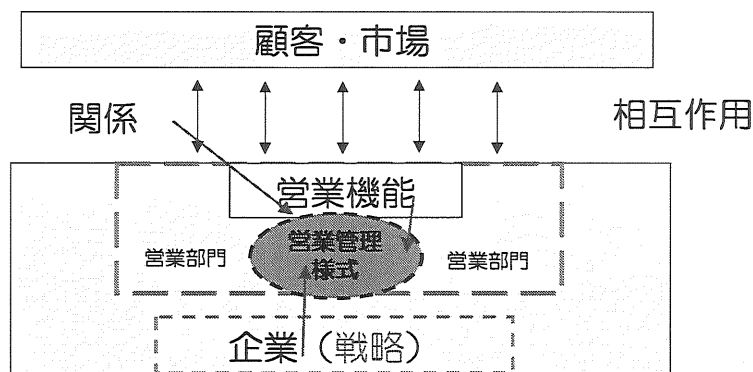 顧客・市場
関係
相互作用
営業機能
営業管理
様式
営業部門
営業部門
企業（戦略）